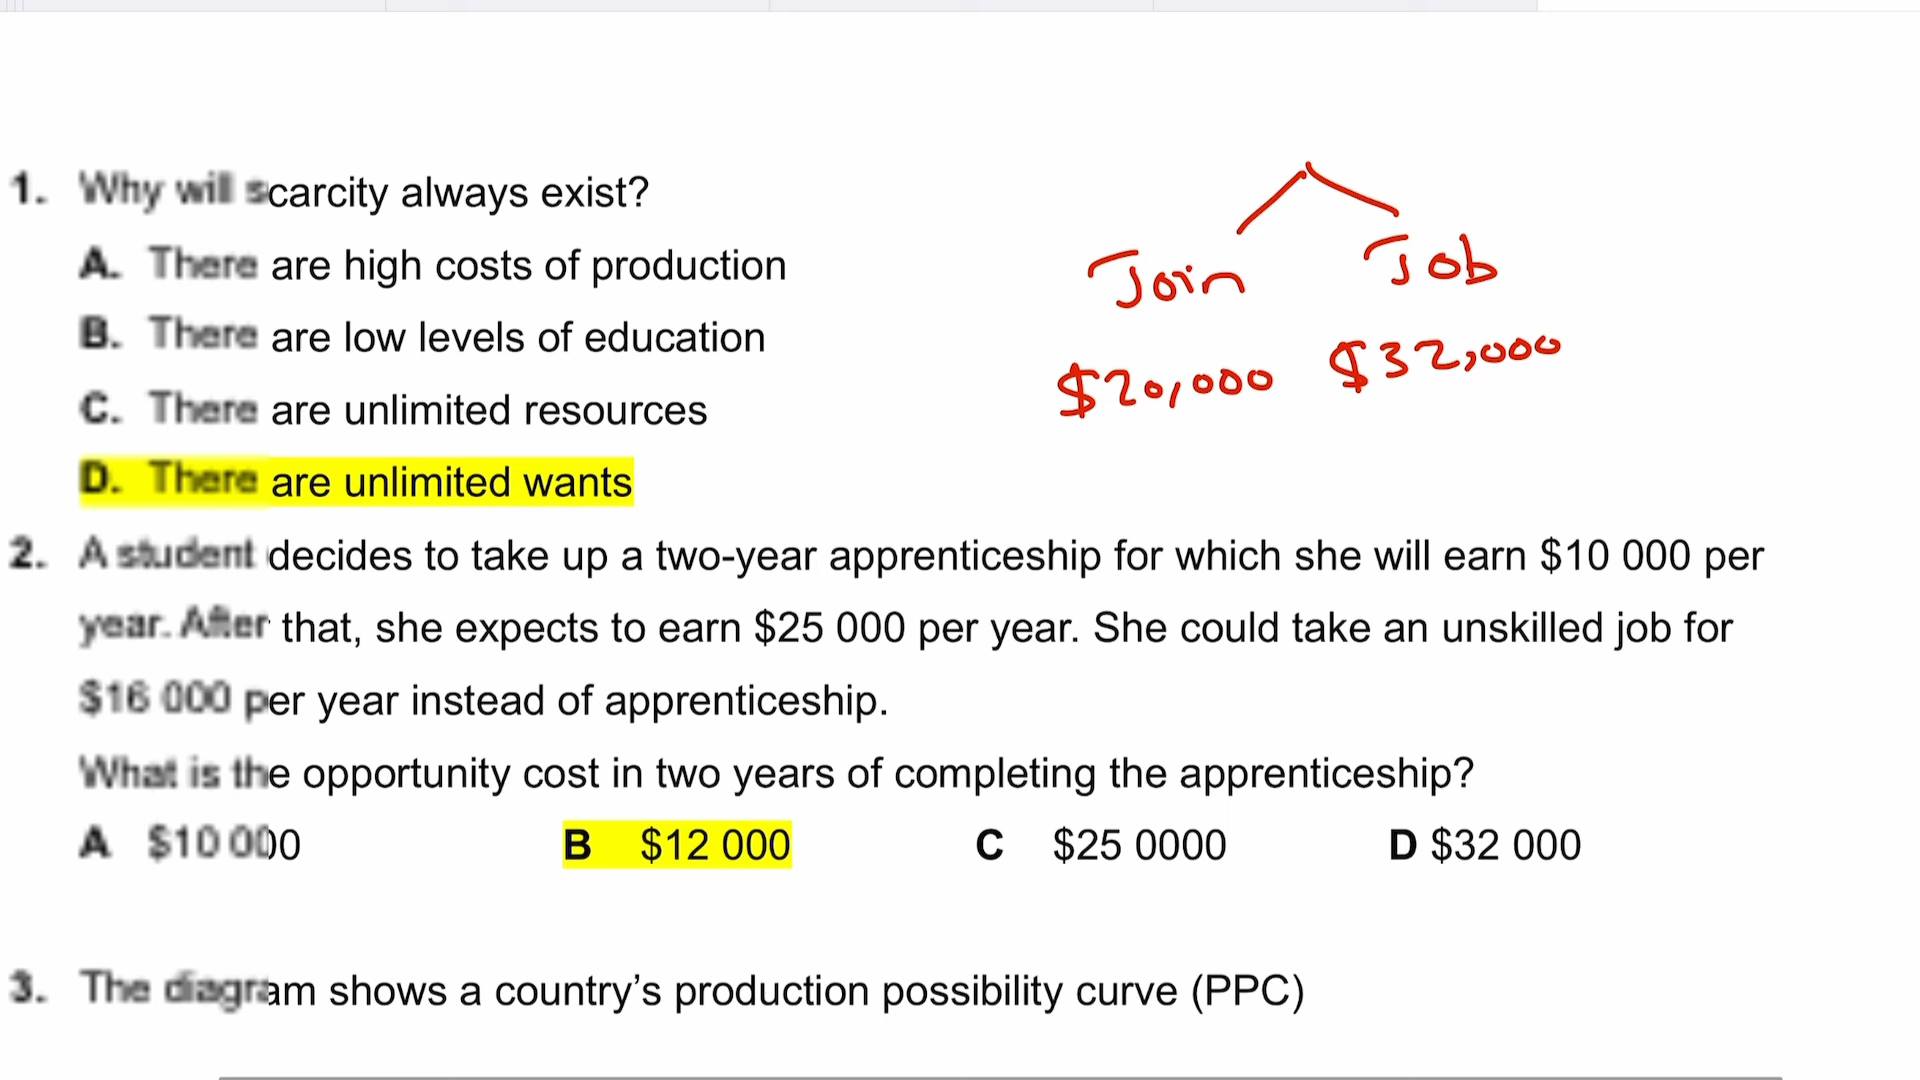 1. Why will scarcity always exist?
A. There are high costs of production
B. There are low levels of education
C. There are unlimited resources
D. There are unlimited wants
Join
Job
$20,000
$32,000
2. A student decides to take up a two-year apprenticeship for which she will earn $10 000 per
year. After that, she expects to earn $25 000 per year. She could take an unskilled job for
$16 000 per year instead of apprenticeship.
What is the opportunity cost in two years of completing the apprenticeship?
A $10 000 B $12 000 C $25 0000 D $32 000
3. The diagram shows a country’s production possibility curve (PPC)